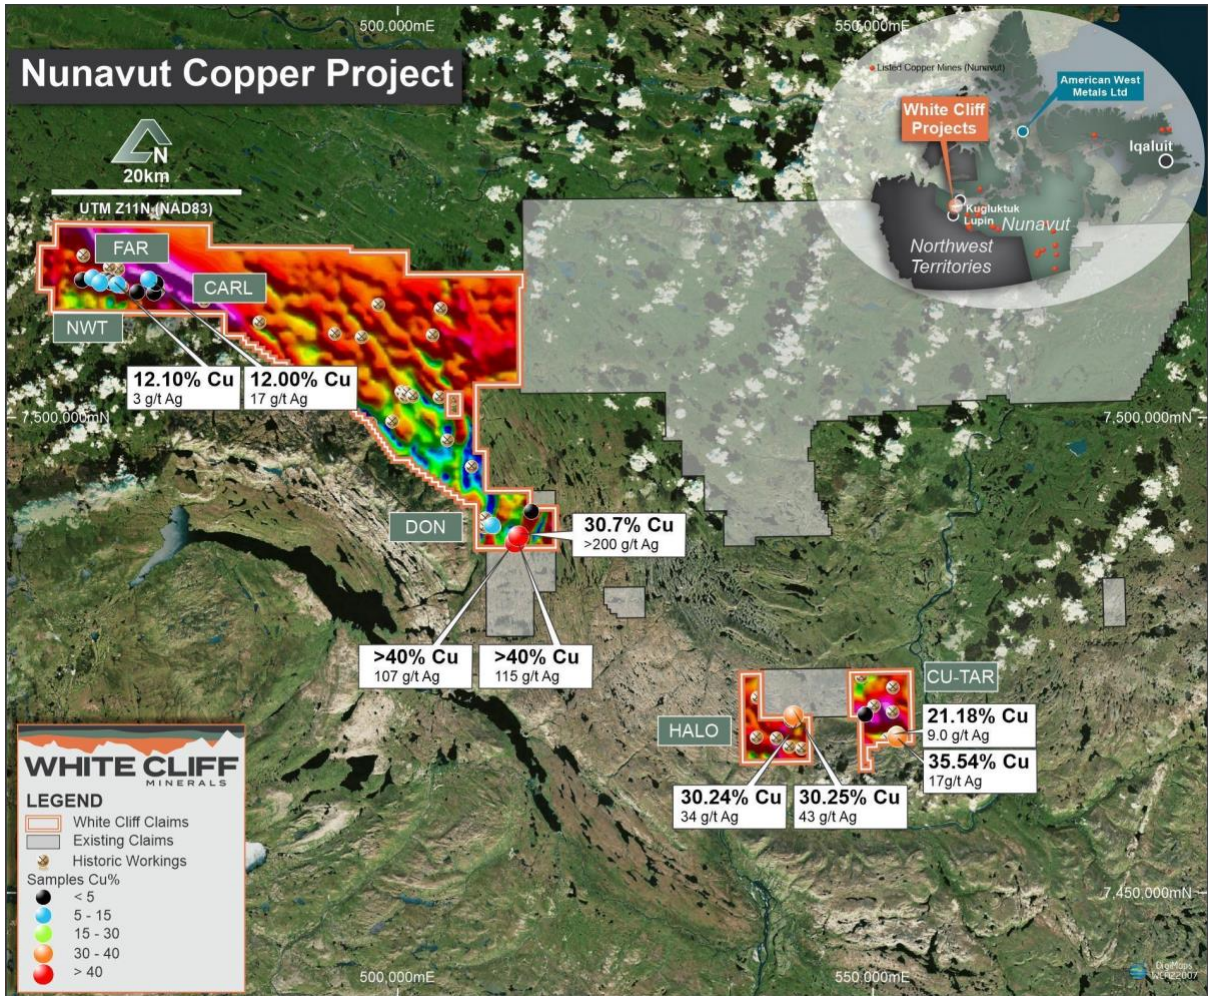 500,000mE
550,000mE
Nunavut Copper Project
N
20km
UTM Z11N (NAD83)
Listed Copper Mines (Nunavut)
American West
Metals Ltd
White Cliff
Projects
Iqaluit
Kugluktuk
Lupin
Nunavut
Northwest
Territories
FAR
CARL
NWT
12.10% Cu
3 g/t Ag
12.00% Cu
17 g/t Ag
7,500,000mN
7,500,000mN
DON
30.7% Cu
>200 g/t Ag
>40% Cu
107 g/t Ag
>40% Cu
115 g/t Ag
CU-TAR
HALO
21.18% Cu
9.0 g/t Ag
35.54% Cu
17g/t Ag
30.24% Cu
34 g/t Ag
30.25% Cu
43 g/t Ag
WHITE CLIFF
MINERALS
LEGEND
White Cliff Claims
Existing Claims
Historic Workings
Samples Cu%
< 5
5 - 15
15 - 30
30 - 40
> 40
7,450,000mN
500,000mE
550,000mE
DigiMaps